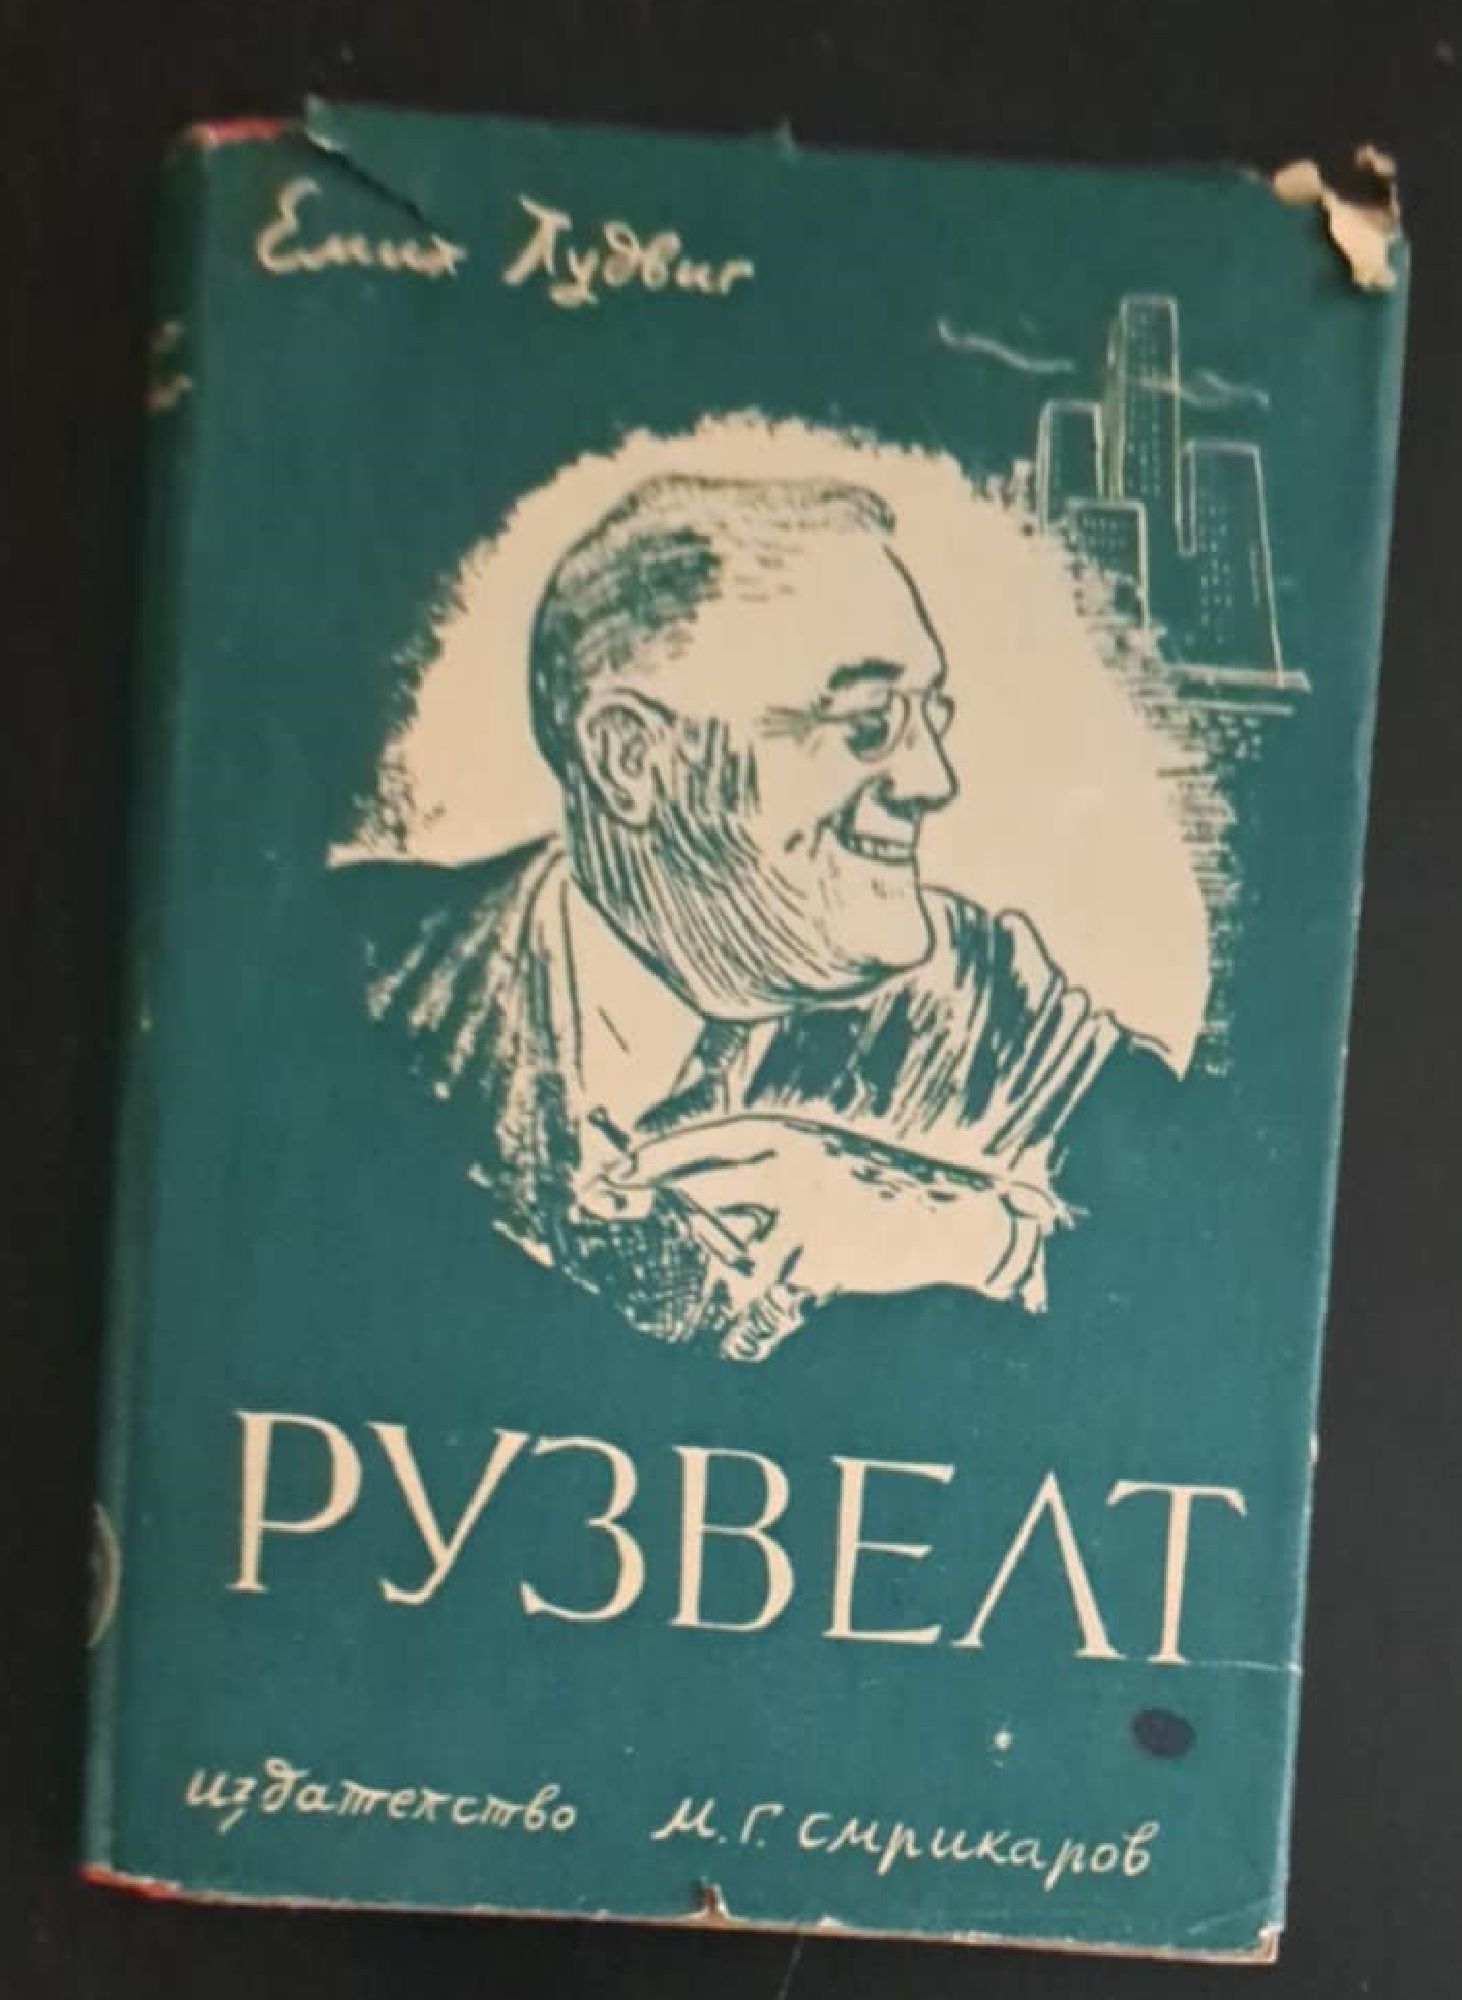 Емил Лудвиг
РУЗВЕЛТ
издателство М.Г. Смрикаров